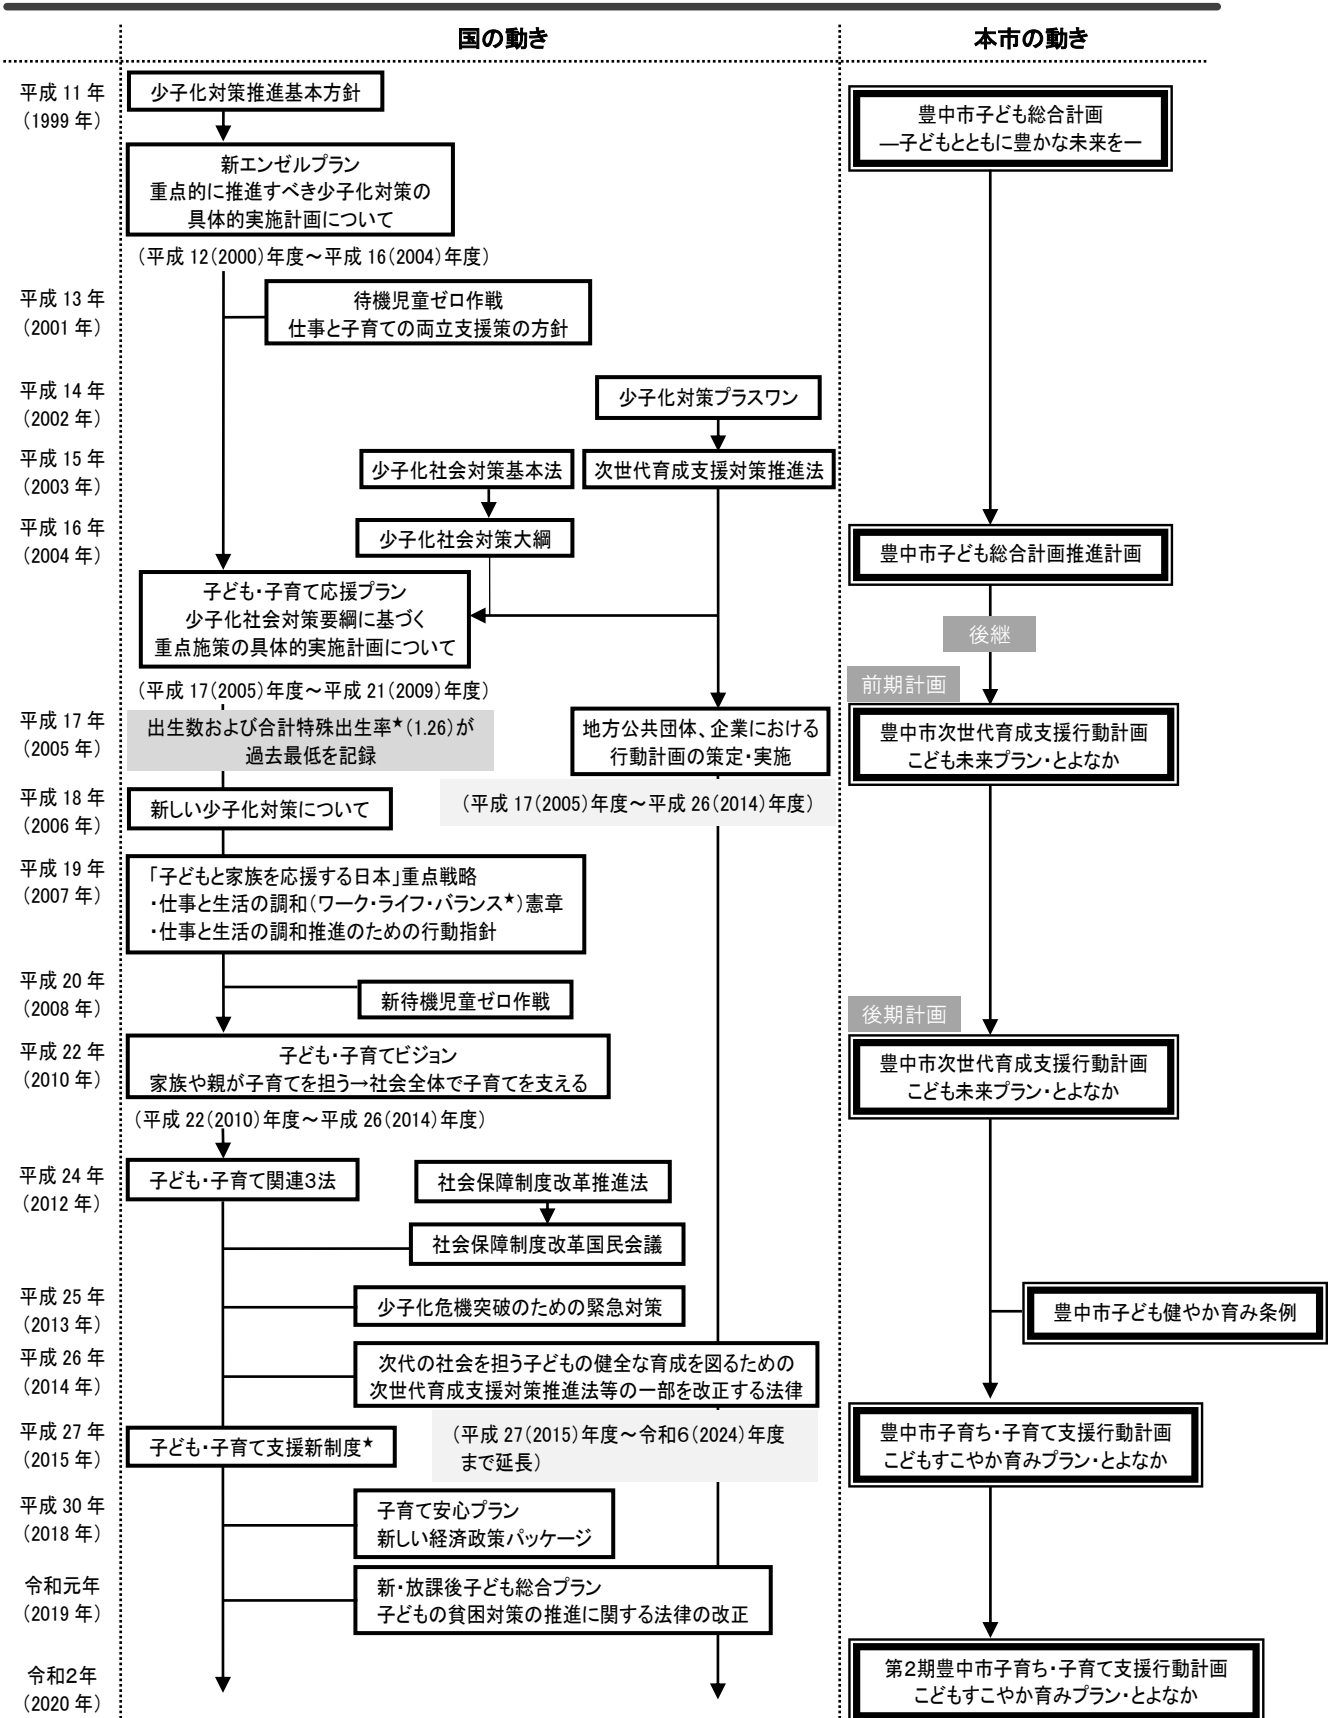 国の動き
本市の動き
平成 11 年
（1999 年）
少子化対策推進基本方針
豊中市子ども総合計画
―子どもとともに豊かな未来を―
新エンゼルプラン
重点的に推進すべき少子化対策の
具体的実施計画について
（平成 12（2000）年度～平成 16（2004）年度）
平成 13 年
（2001 年）
待機児童ゼロ作戦
仕事と子育ての両立支援策の方針
平成 14 年
（2002 年）
少子化対策プラスワン
平成 15 年
（2003 年）
少子化社会対策基本法
次世代育成支援対策推進法
平成 16 年
（2004 年）
少子化社会対策大綱
豊中市子ども総合計画推進計画
子ども・子育て応援プラン
少子化社会対策要綱に基づく
重点施策の具体的実施計画について
後継
（平成 17（2005）年度～平成 21（2009）年度）
前期計画
平成 17 年
（2005 年）
出生数および合計特殊出生率★（1.26）が
過去最低を記録
地方公共団体、企業における
行動計画の策定・実施
豊中市次世代育成支援行動計画
こども未来プラン・とよなか
平成 18 年
（2006 年）
新しい少子化対策について
（平成 17（2005）年度～平成 26（2014）年度）
平成 19 年
（2007 年）
「子どもと家族を応援する日本」重点戦略
・仕事と生活の調和（ワーク・ライフ・バランス★）憲章
・仕事と生活の調和推進のための行動指針
平成 20 年
（2008 年）
新待機児童ゼロ作戦
後期計画
平成 22 年
（2010 年）
子ども・子育てビジョン
家族や親が子育てを担う→社会全体で子育てを支える
豊中市次世代育成支援行動計画
こども未来プラン・とよなか
（平成 22（2010）年度～平成 26（2014）年度）
平成 24 年
（2012 年）
子ども・子育て関連３法
社会保障制度改革推進法
社会保障制度改革国民会議
平成 25 年
（2013 年）
少子化危機突破のための緊急対策
豊中市子ども健やか育み条例
平成 26 年
（2014 年）
次代の社会を担う子どもの健全な育成を図るための
次世代育成支援対策推進法等の一部を改正する法律
平成 27 年
（2015 年）
子ども・子育て支援新制度★
（平成 27（2015）年度～令和６（2024）年度
まで延長）
豊中市子育ち・子育て支援行動計画
こどもすこやか育みプラン・とよなか
平成 30 年
（2018 年）
子育て安心プラン
新しい経済政策パッケージ
令和元年
（2019 年）
新・放課後子ども総合プラン
子どもの貧困対策の推進に関する法律の改正
令和２年
（2020 年）
第２期豊中市子育ち・子育て支援行動計画
こどもすこやか育みプラン・とよなか